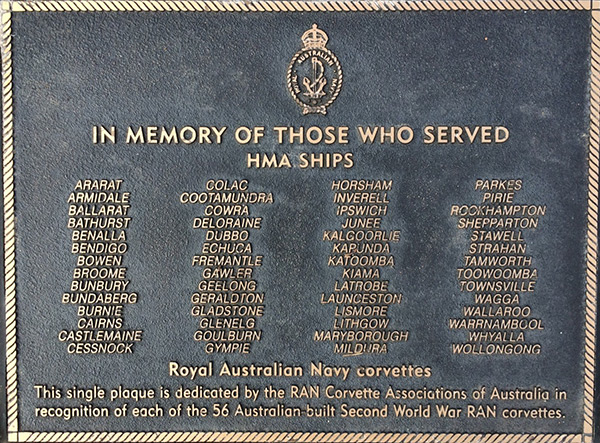 ROYAL AUSTRALIAN NAVY
IN MEMORY OF THOSE WHO SERVED
HMA SHIPS
ARARAT COLAC HORSHAM PARKES
ARMIDALE COOTAMUNDRA INVERELL PIRIE
BALLARAT COWRA IPSWICH ROCKHAMPTON
BATHURST DELORAINE JUNEE SHEPPARTON
BENALLA DUBBO KALGOORLIE STAWELL
BENDIGO ECHUCA KAPUNDA STRAHAN
BOWEN FREMANTLE KATOOMBA TAMWORTH
BROOME GAWLER KIAMA TOOWOOMBA
BUNBURY GEELONG LATROBE TOWNSVILLE
BUNDABERG GERALDTON LAUNCESTON WAGGA
BURNIE GLADSTONE LISMORE WALLAROO
CAIRNS GLENELG LITHGOW WARRNAMBOOL
CASTLEMAINE GOULBURN MARYBOROUGH WHYALLA
CESSNOCK GYMPIE MILDURA WOLLONGONG
Royal Australian Navy corvettes
This single plaque is dedicated by the RAN Corvette Associations of Australia in
recognition of each of the 56 Australian-built Second World War RAN corvettes.